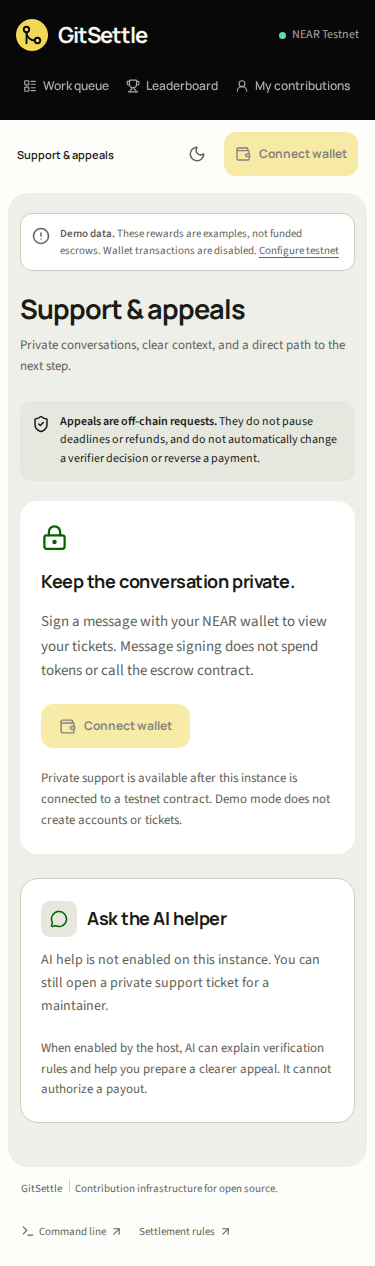 GitSettle
NEAR Testnet
Work queue
Leaderboard
My contributions
Support & appeals
Connect wallet
Demo data. These rewards are examples, not funded
escrows. Wallet transactions are disabled. Configure testnet
Support & appeals
Private conversations, clear context, and a direct path to the
next step.
Appeals are off-chain requests. They do not pause
deadlines or refunds, and do not automatically change
a verifier decision or reverse a payment.
Keep the conversation private.
Sign a message with your NEAR wallet to view
your tickets. Message signing does not spend
tokens or call the escrow contract.
Connect wallet
Private support is available after this instance is
connected to a testnet contract. Demo mode does not
create accounts or tickets.
Ask the AI helper
AI help is not enabled on this instance. You can
still open a private support ticket for a
maintainer.
When enabled by the host, AI can explain verification
rules and help you prepare a clearer appeal. It cannot
authorize a payout.
GitSettle
Contribution infrastructure for open source.
Command line
Settlement rules